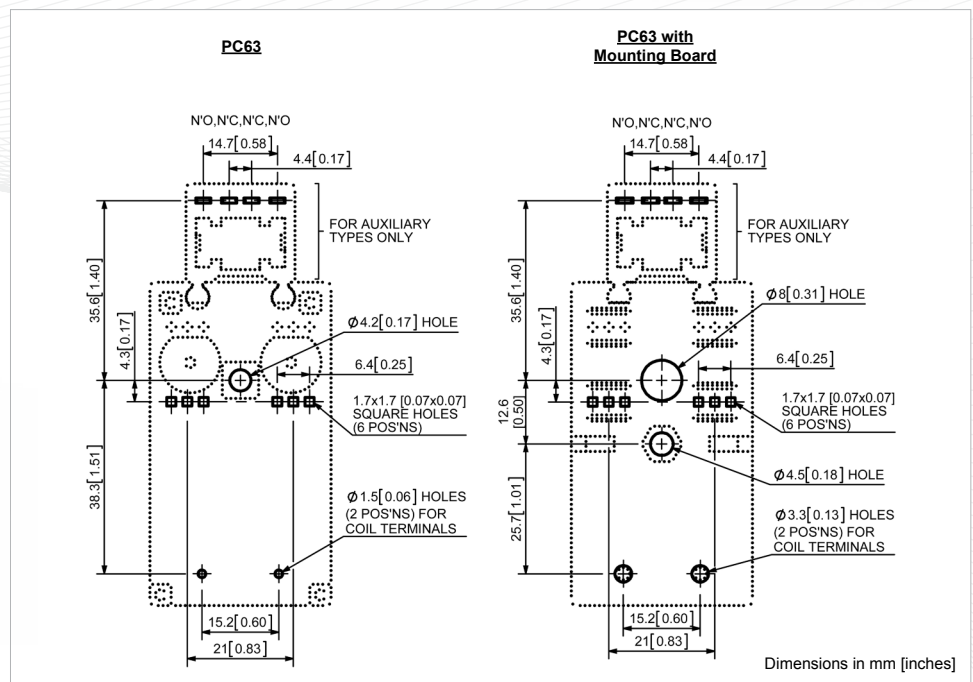 PC63
N'O,N'C,N'C,N'O
14.7[0.58]
4.4[0.17]
FOR AUXILIARY
TYPES ONLY
35.6[1.40]
4.3[0.17]
Ø4.2[0.17] HOLE
6.4[0.25]
1.7x1.7 [0.07x0.07]
SQUARE HOLES
(6 POS'NS)
38.3[1.51]
Ø1.5[0.06] HOLES
(2 POS'NS) FOR
COIL TERMINALS
15.2[0.60]
21[0.83]
PC63 with
Mounting Board
N'O,N'C,N'C,N'O
14.7[0.58]
4.4[0.17]
FOR AUXILIARY
TYPES ONLY
35.6[1.40]
4.3[0.17]
Ø8[0.31] HOLE
6.4[0.25]
12.6
[0.50]
1.7x1.7 [0.07x0.07]
SQUARE HOLES
(6 POS'NS)
Ø4.5[0.18] HOLE
25.7[1.01]
Ø3.3[0.13] HOLES
(2 POS'NS) FOR
COIL TERMINALS
15.2[0.60]
21[0.83]
Dimensions in mm [inches]